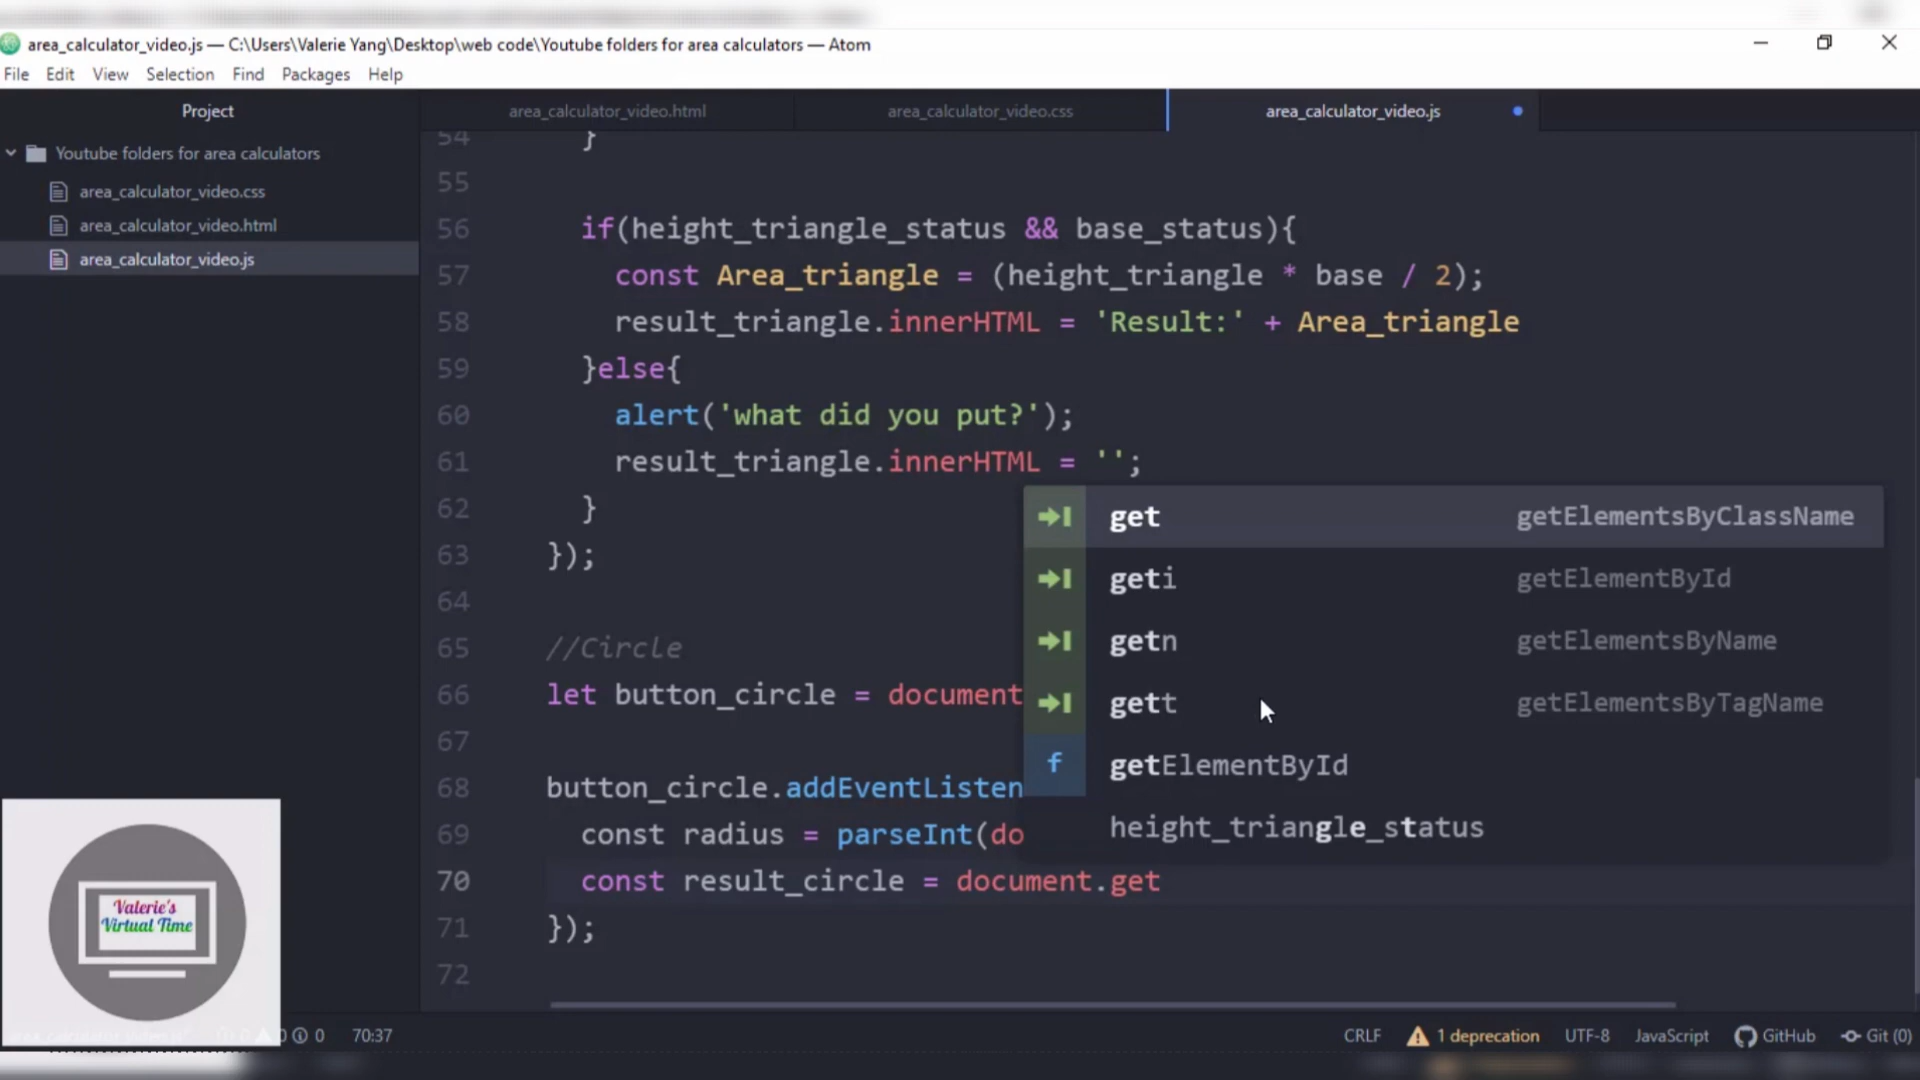 area_calculator_video.js — C:\Users\Valerie Yang\Desktop\web code\Youtube folders for area calculators — Atom
File Edit View Selection Find Packages Help
Project
area_calculator_video.html
area_calculator_video.css
area_calculator_video.js
Youtube folders for area calculators
area_calculator_video.css
area_calculator_video.html
area_calculator_video.js
54 }
55
56 if(height_triangle_status && base_status){
57 const Area_triangle = (height_triangle * base / 2);
58 result_triangle.innerHTML = 'Result:' + Area_triangle
59 }else{
60 alert('what did you put?');
61 result_triangle.innerHTML = '';
62 }
63 });
64
65 //Circle
66 let button_circle = document
67
68 button_circle.addEventListen
69 const radius = parseInt(do
70 const result_circle = document.get
71 });
72
get getElementsByClassName
geti getElementById
getn getElementsByName
gett getElementsByTagName
f getElementById
height_triangle_status
Valerie's
Virtual Time
0 0 70:37
CRLF 1 deprecation UTF-8 JavaScript GitHub Git (0)